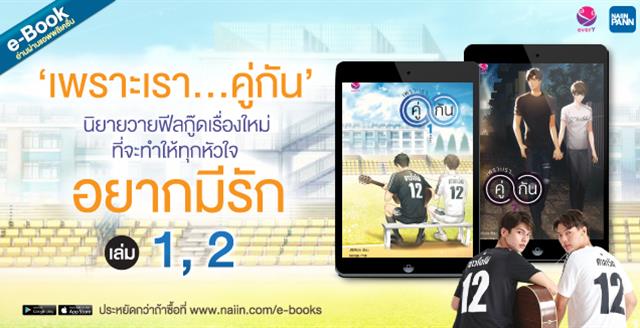 e-Book
อ่านผ่านแอพพลิเคชั่น
everY
NAIIN
PANN
'เพราะเรา...คู่กัน'
นิยายวายฟีลกู๊ดเรื่องใหม่
ที่จะทำให้ทุกหัวใจ
อยากมีรัก
เล่ม 1, 2
เพราะเรา...
คู่กัน
1
12
12
เพราะเรา...
คู่กัน
12
12
Google play
App Store
ประหยัดกว่าถ้าซื้อที่ www.naiin.com/e-books